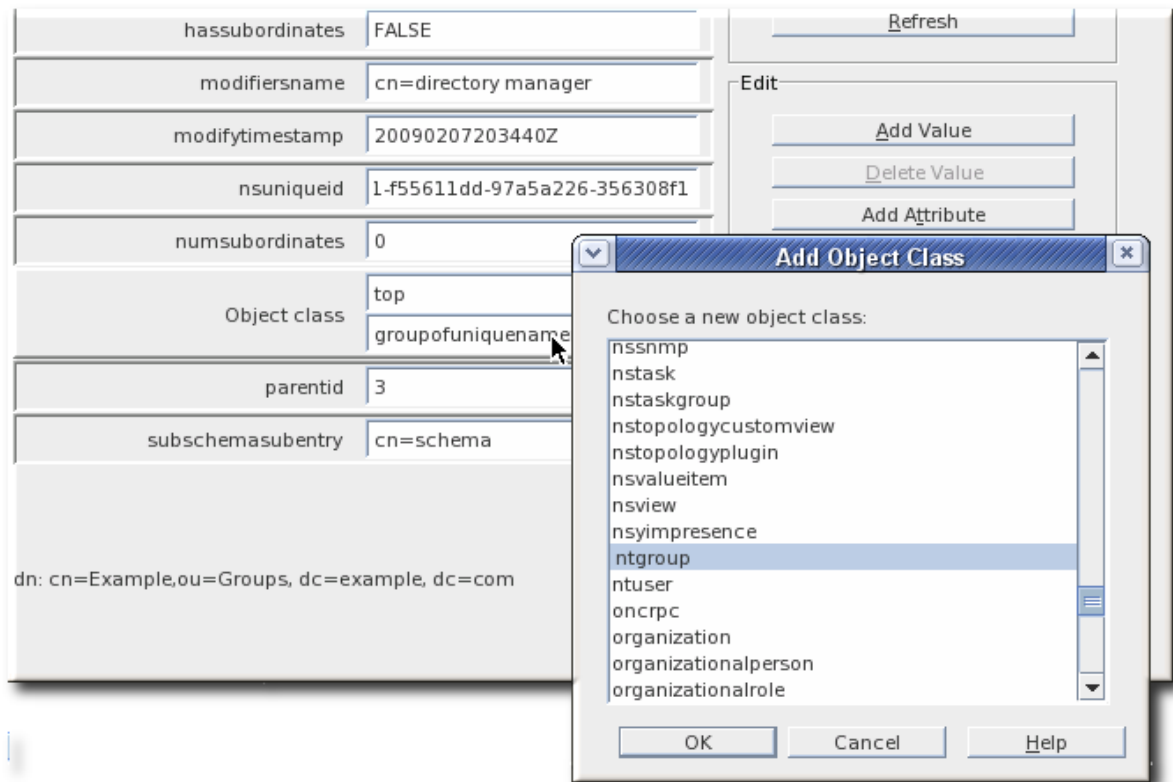 hassubordinates FALSE
modifiersname cn=directory manager
modifytimestamp 20090207203440Z
nsuniqueid 1-f55611dd-97a5a226-356308f1
numsubordinates 0
Object class top
groupofuniquename
parentid 3
subschemasubentry cn=schema
dn: cn=Example,ou=Groups, dc=example, dc=com
Refresh
Edit
Add Value
Delete Value
Add Attribute
Add Object Class
Choose a new object class:
nssnmp
nstask
nstaskgroup
nstopologycustomview
nstopologyplugin
nsvalueitem
nsview
nsyimpresence
ntgroup
ntuser
oncrpc
organization
organizationalperson
organizationalrole
OK Cancel Help